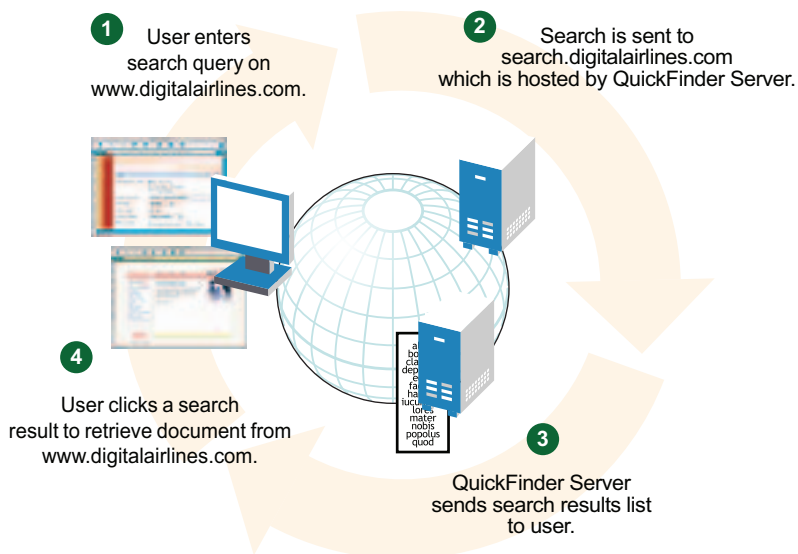 1
User enters
search query on
www.digitalairlines.com.
2
Search is sent to
search.digitalairlines.com
which is hosted by QuickFinder Server.
3
QuickFinder Server
sends search results list
to user.
4
User clicks a search
result to retrieve document from
www.digitalairlines.com.
lores
mater
nobis
popolus
quod